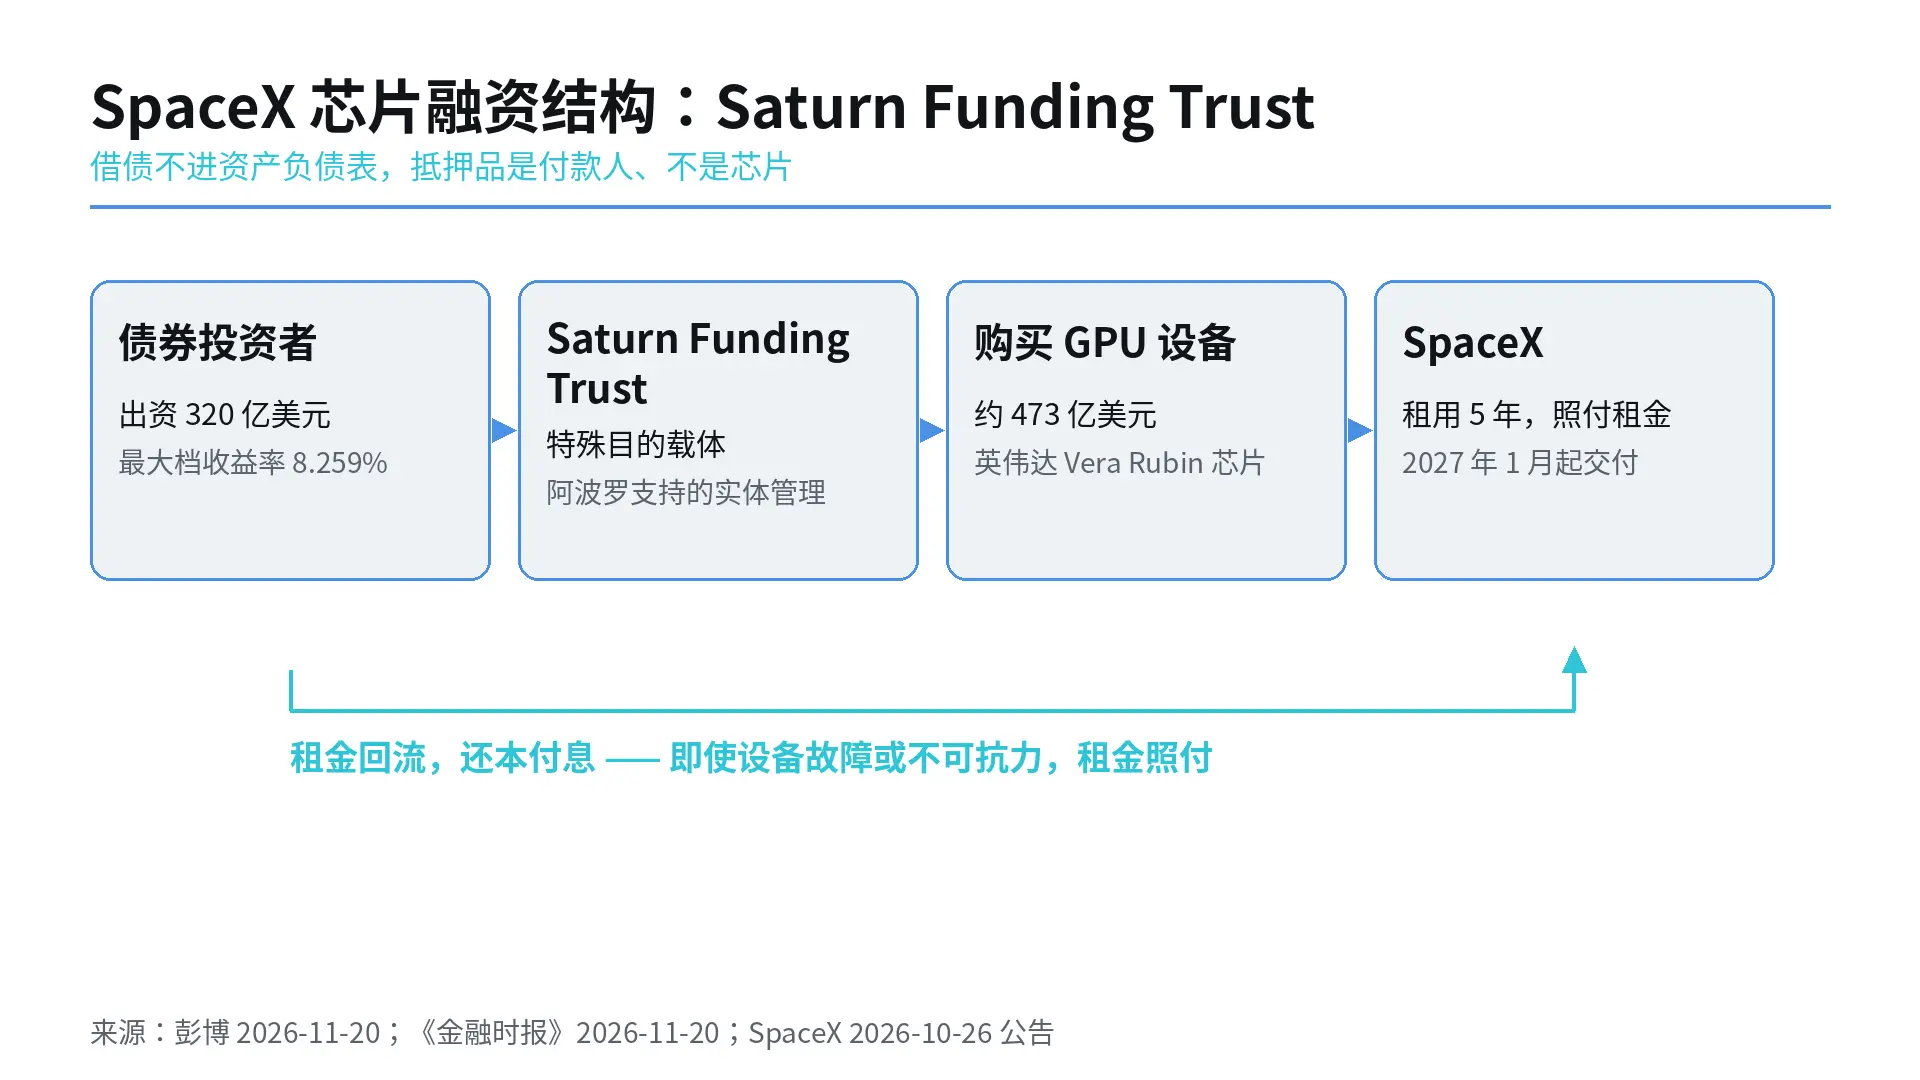 SpaceX 芯片融资结构：Saturn Funding Trust
借债不进资产负债表，抵押品是付款人、不是芯片
债券投资者
出资 320 亿美元
最大档收益率 8.259%
Saturn Funding
Trust
特殊目的载体
阿波罗支持的实体管理
购买 GPU 设备
约 473 亿美元
英伟达 Vera Rubin 芯片
SpaceX
租用 5 年，照付租金
2027 年 1 月起交付
租金回流，还本付息 —— 即使设备故障或不可抗力，租金照付
来源：彭博 2026-11-20；《金融时报》2026-11-20；SpaceX 2026-10-26 公告